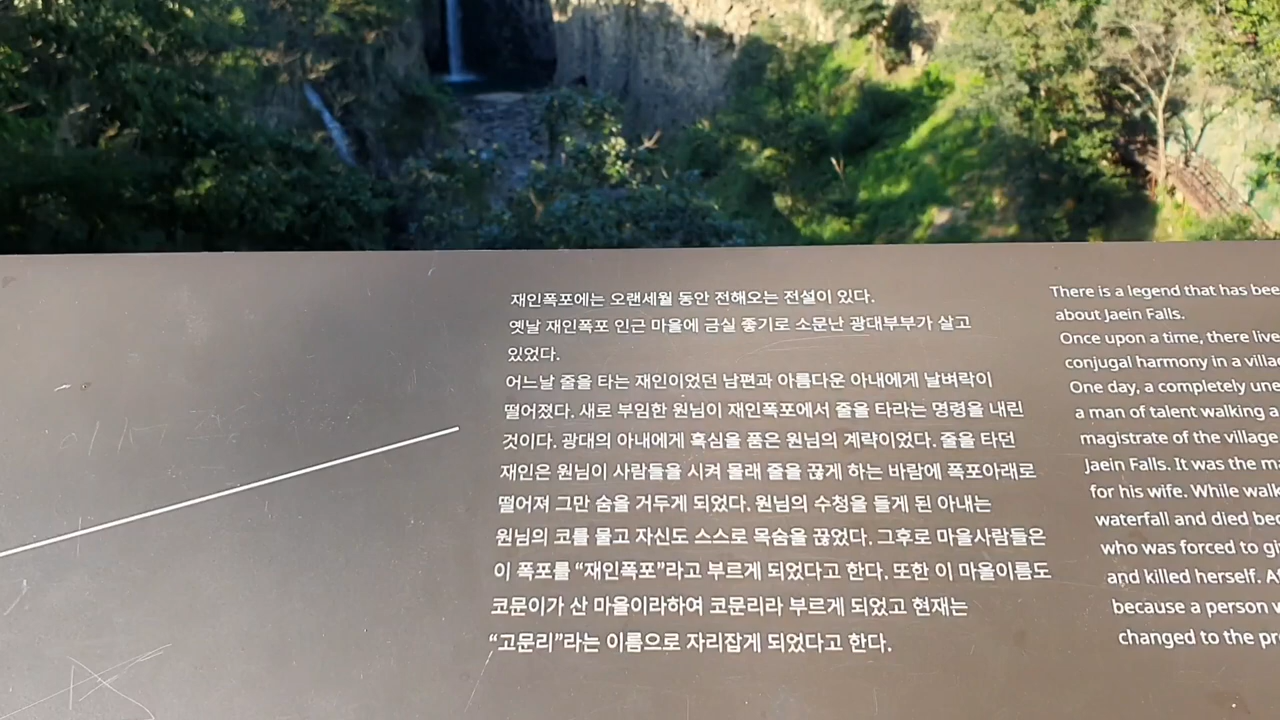 재인폭포에는 오랜세월 동안 전해오는 전설이 있다.
옛날 재인폭포 인근 마을에 금실 좋기로 소문난 광대부부가 살고
있었다.
어느날 줄을 타는 재인이었던 남편과 아름다운 아내에게 날벼락이
떨어졌다. 새로 부임한 원님이 재인폭포에서 줄을 타라는 명령을 내린
것이다. 광대의 아내에게 흑심을 품은 원님의 계략이었다. 줄을 타던
재인은 원님이 사람들을 시켜 몰래 줄을 끊게 하는 바람에 폭포아래로
떨어져 그만 숨을 거두게 되었다. 원님의 수청을 들게 된 아내는
원님의 코를 물고 자신도 스스로 목숨을 끊었다. 그후로 마을사람들은
이 폭포를 “재인폭포”라고 부르게 되었다고 한다. 또한 이 마을이름도
코문이가 산 마을이라하여 코문리라 부르게 되었고 현재는
“고문리”라는 이름으로 자리잡게 되었다고 한다.
There is a legend that has bee
about Jaein Falls.
Once upon a time, there live
conjugal harmony in a villa
One day, a completely une
a man of talent walking a
magistrate of the village
Jaein Falls. It was the ma
for his wife. While walk
waterfall and died bec
who was forced to gi
and killed herself. A
because a person
changed to the pr